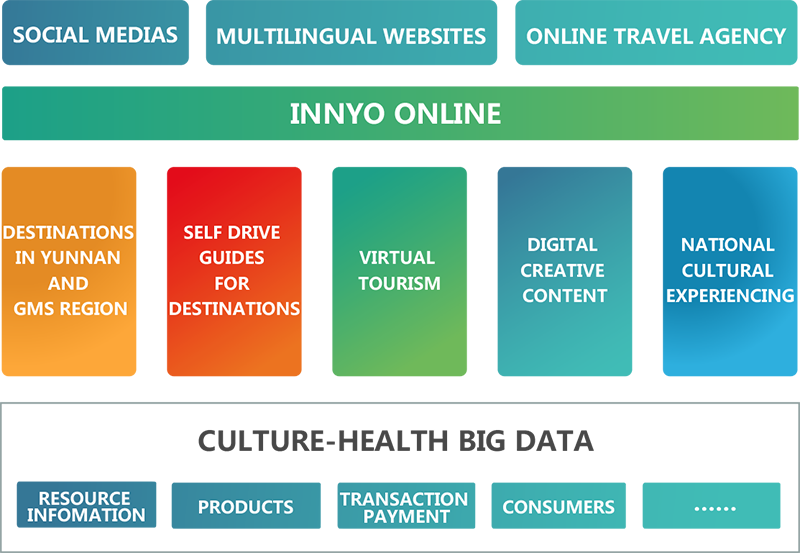 SOCIAL MEDIAS
MULTILINGUAL WEBSITES
ONLINE TRAVEL AGENCY
INNYO ONLINE
DESTINATIONS
IN YUNNAN
AND
GMS REGION
SELF DRIVE
GUIDES
FOR
DESTINATIONS
VIRTUAL
TOURISM
DIGITAL
CREATIVE
CONTENT
NATIONAL
CULTURAL
EXPERIENCING
CULTURE-HEALTH BIG DATA
RESOURCE
INFOMATION
PRODUCTS
TRANSACTION
PAYMENT
CONSUMERS
······